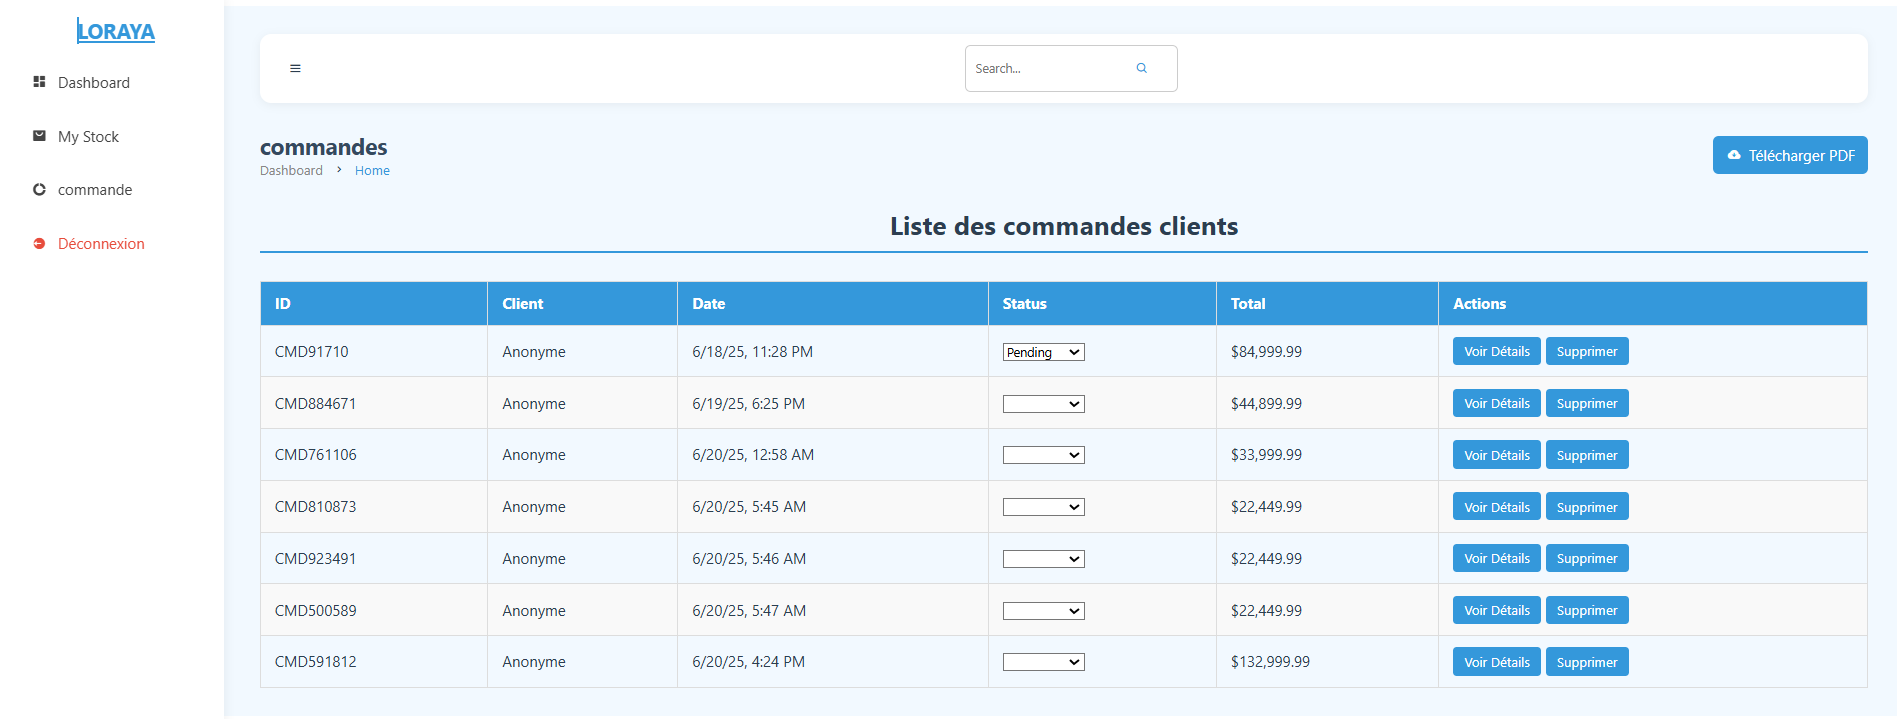 LORAYA
Dashboard
My Stock
commande
Déconnexion
Search...
commandes
Dashboard › Home
Télécharger PDF
Liste des commandes clients
ID Client Date Status Total Actions
CMD91710 Anonyme 6/18/25, 11:28 PM Pending $84,999.99 Voir Détails Supprimer
CMD884671 Anonyme 6/19/25, 6:25 PM $44,899.99 Voir Détails Supprimer
CMD761106 Anonyme 6/20/25, 12:58 AM $33,999.99 Voir Détails Supprimer
CMD810873 Anonyme 6/20/25, 5:45 AM $22,449.99 Voir Détails Supprimer
CMD923491 Anonyme 6/20/25, 5:46 AM $22,449.99 Voir Détails Supprimer
CMD500589 Anonyme 6/20/25, 5:47 AM $22,449.99 Voir Détails Supprimer
CMD591812 Anonyme 6/20/25, 4:24 PM $132,999.99 Voir Détails Supprimer